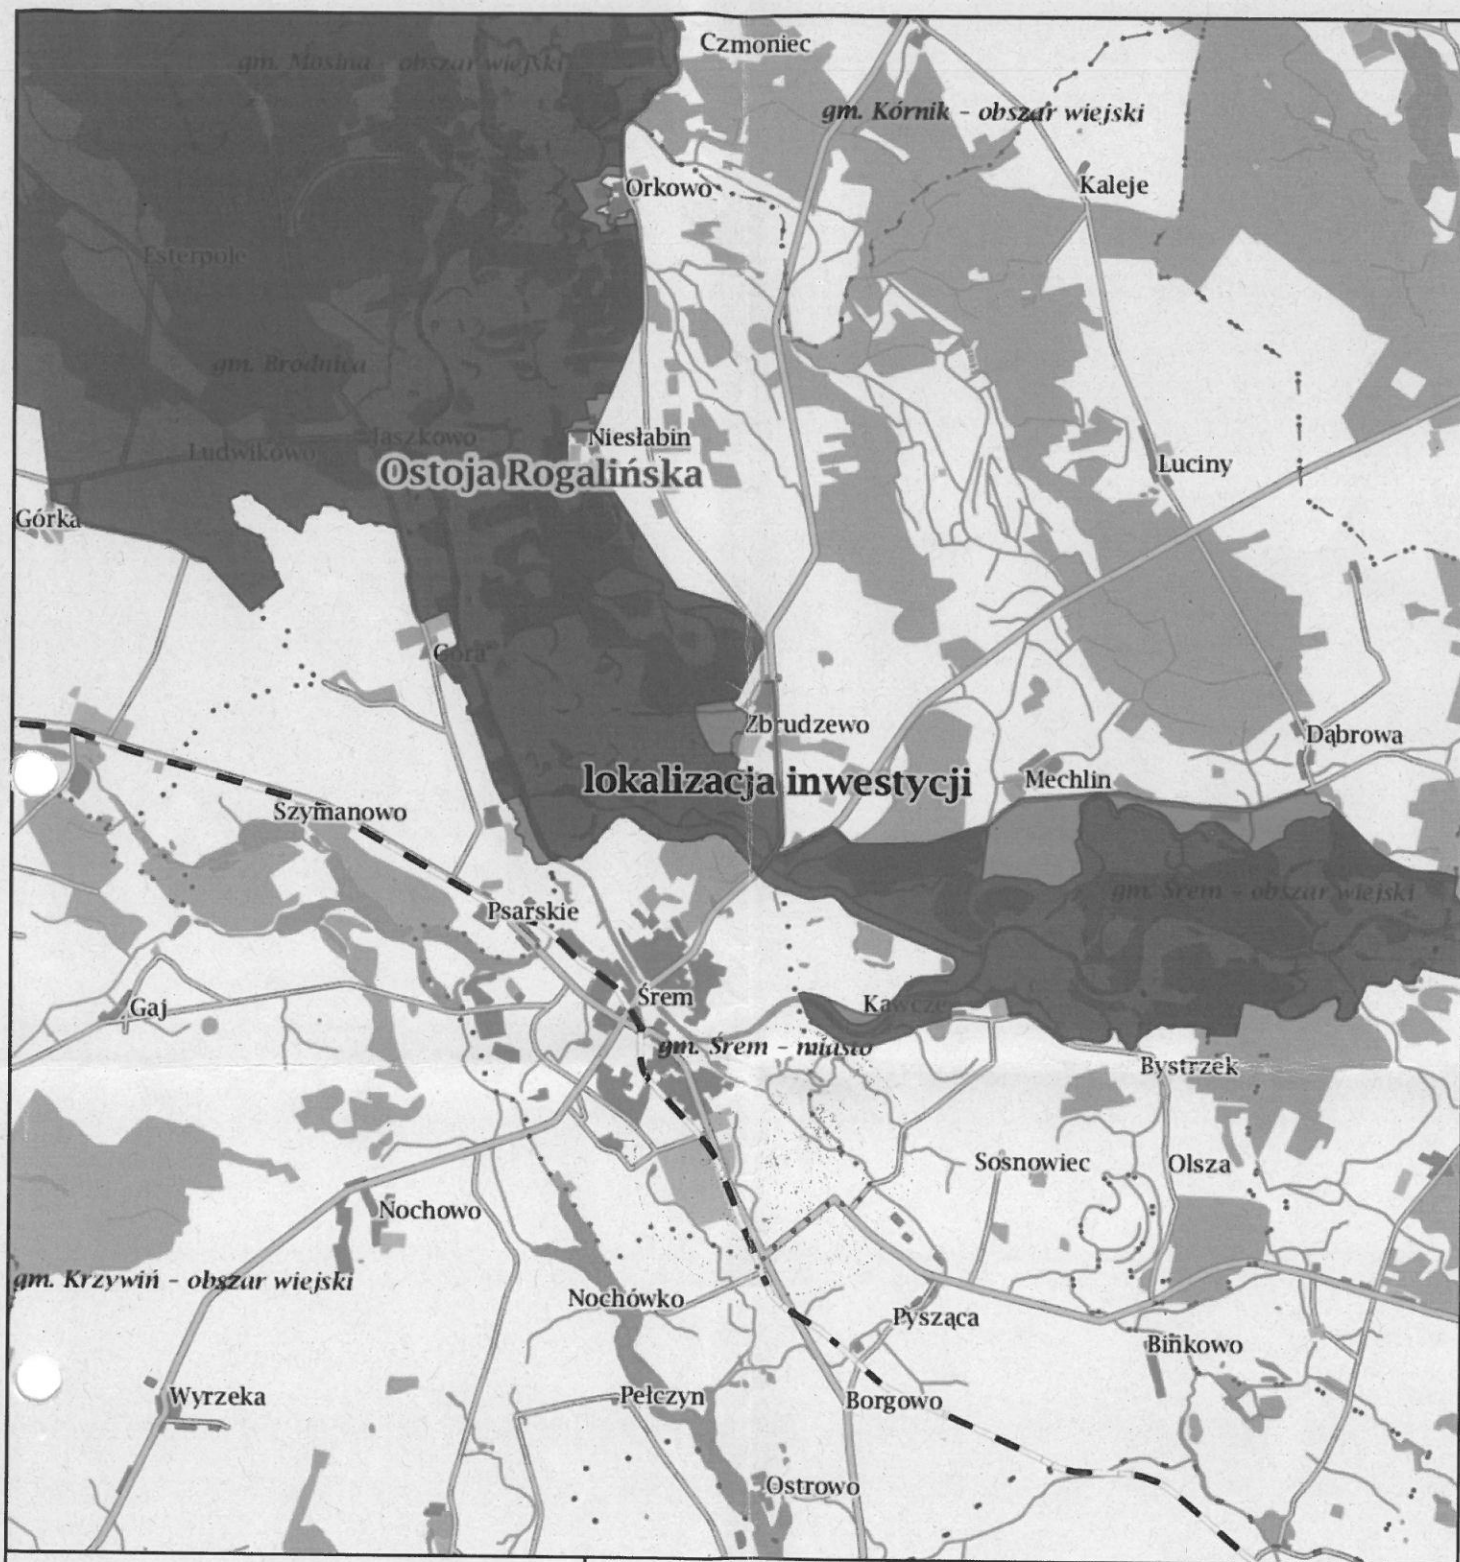 Czmoniec
gm. Mosina - obszar wiejski
gm. Kórnik - obszar wiejski
Kaleje
Orkowo
Esterpole
gm. Brodnica
Jaszkowo
Niesłabin
Ludwikowo
Luciny
Ostoja Rogalińska
Górka
Góra
Zbrudzewo
Dąbrowa
lokalizacja inwestycji
Mechlin
Szymanowo
gm. Śrem - obszar wiejski
Psarskie
Śrem
Kawcze
Gaj
gm. Śrem - miasto
Bystrzek
Sosnowiec
Olsza
Nochowo
gm. Krzywiń - obszar wiejski
Nochówko
Pysząca
Binkowo
Wyrzeka
Pełczyn
Borgowo
Ostrowo